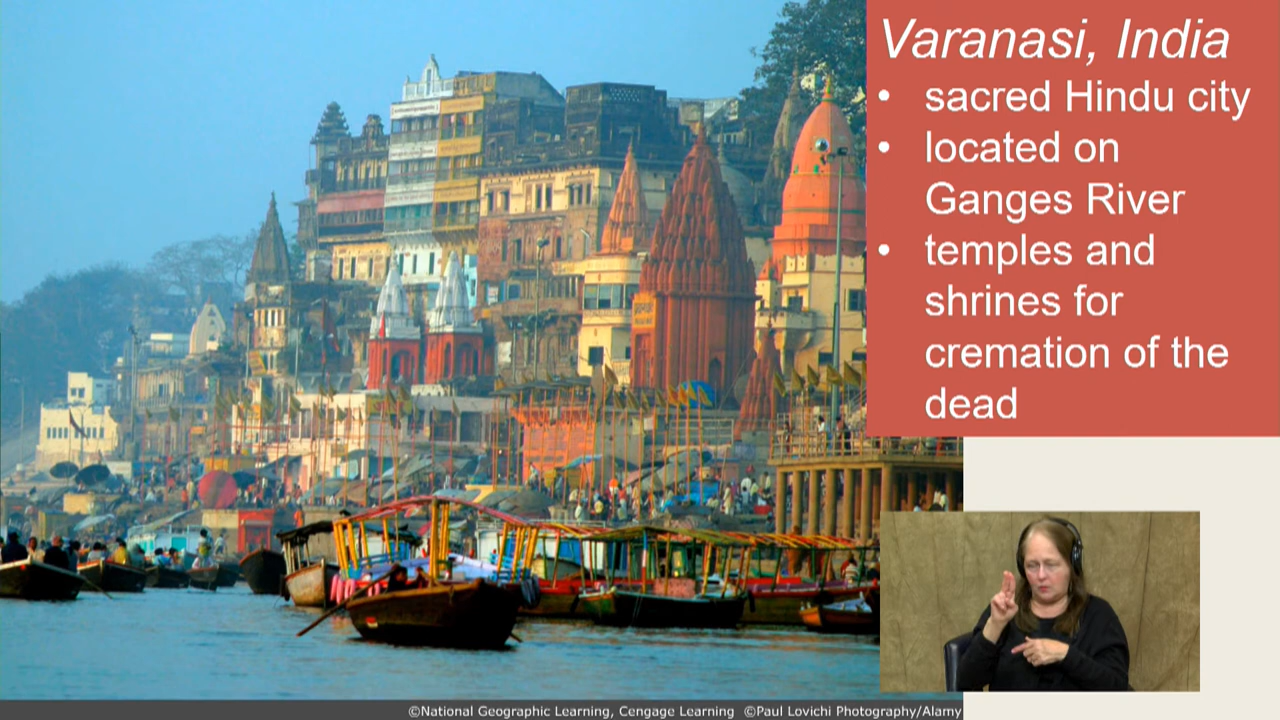 Varanasi, India
• sacred Hindu city
• located on
Ganges River
• temples and
shrines for
cremation of the
dead
©National Geographic Learning, Cengage Learning ©Paul Lovichi Photography/Alamy